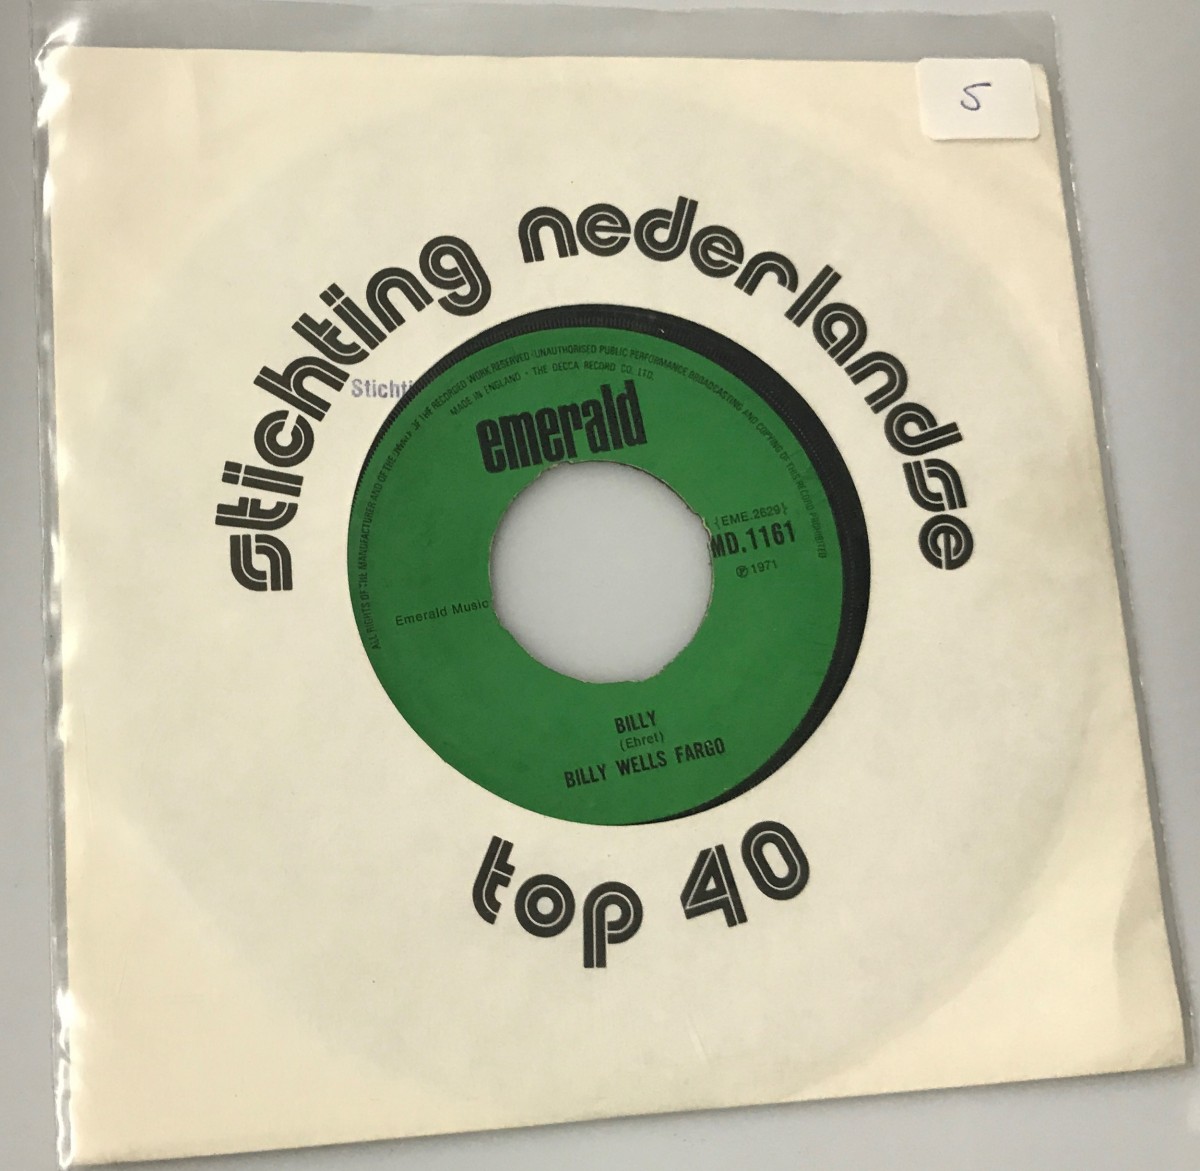 5
stichting nederlandse
Stichti
ALL RIGHTS OF THE MANUFACTURER AND OF THE OWNER OF THE RECORDED WORK RESERVED UNAUTHORISED PUBLIC PERFORMANCE BROADCASTING AND COPYING OF THIS RECORD PROHIBITED
MADE IN ENGLAND · THE DECCA RECORD CO. LTD.
emerald
(EME.2629)
MD.1161
℗ 1971
Emerald Music
BILLY
(Ehret)
BILLY WELLS FARGO
top 40